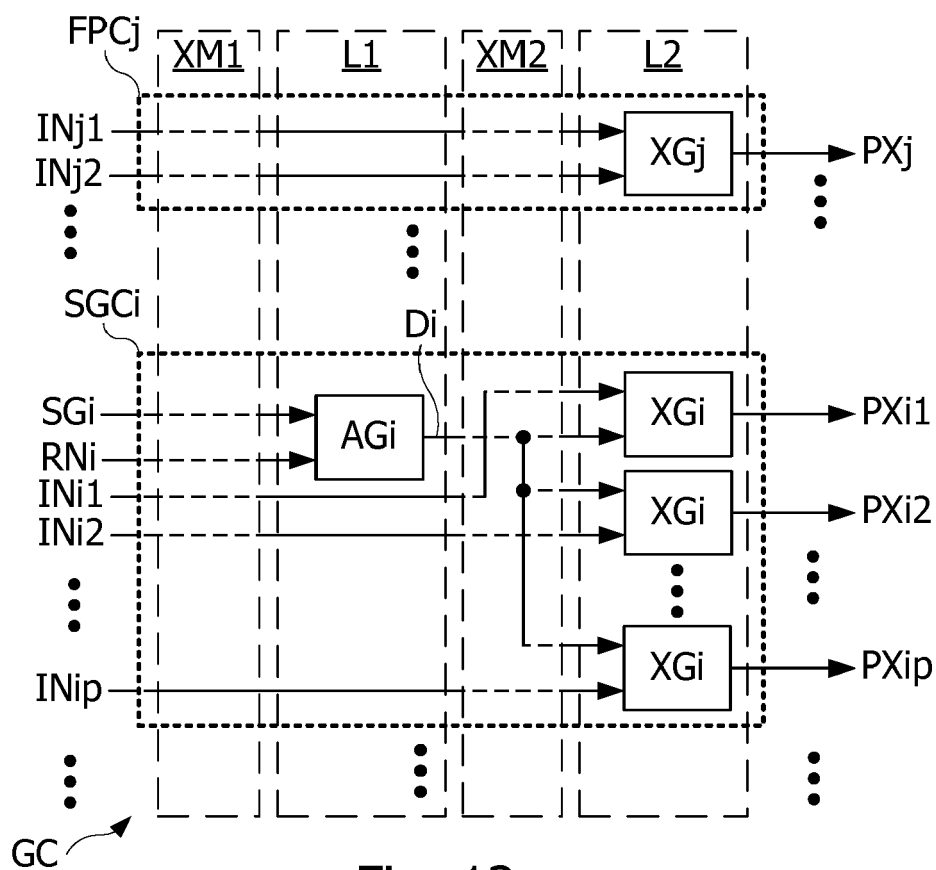 FPCj
XM1 L1 XM2 L2
INj1
XGj
PXj
INj2
SGCi
Di
SGi
AGi
XGi
PXi1
RNi
INi1
INi2
XGi
PXi2
INip
XGi
PXip
GC